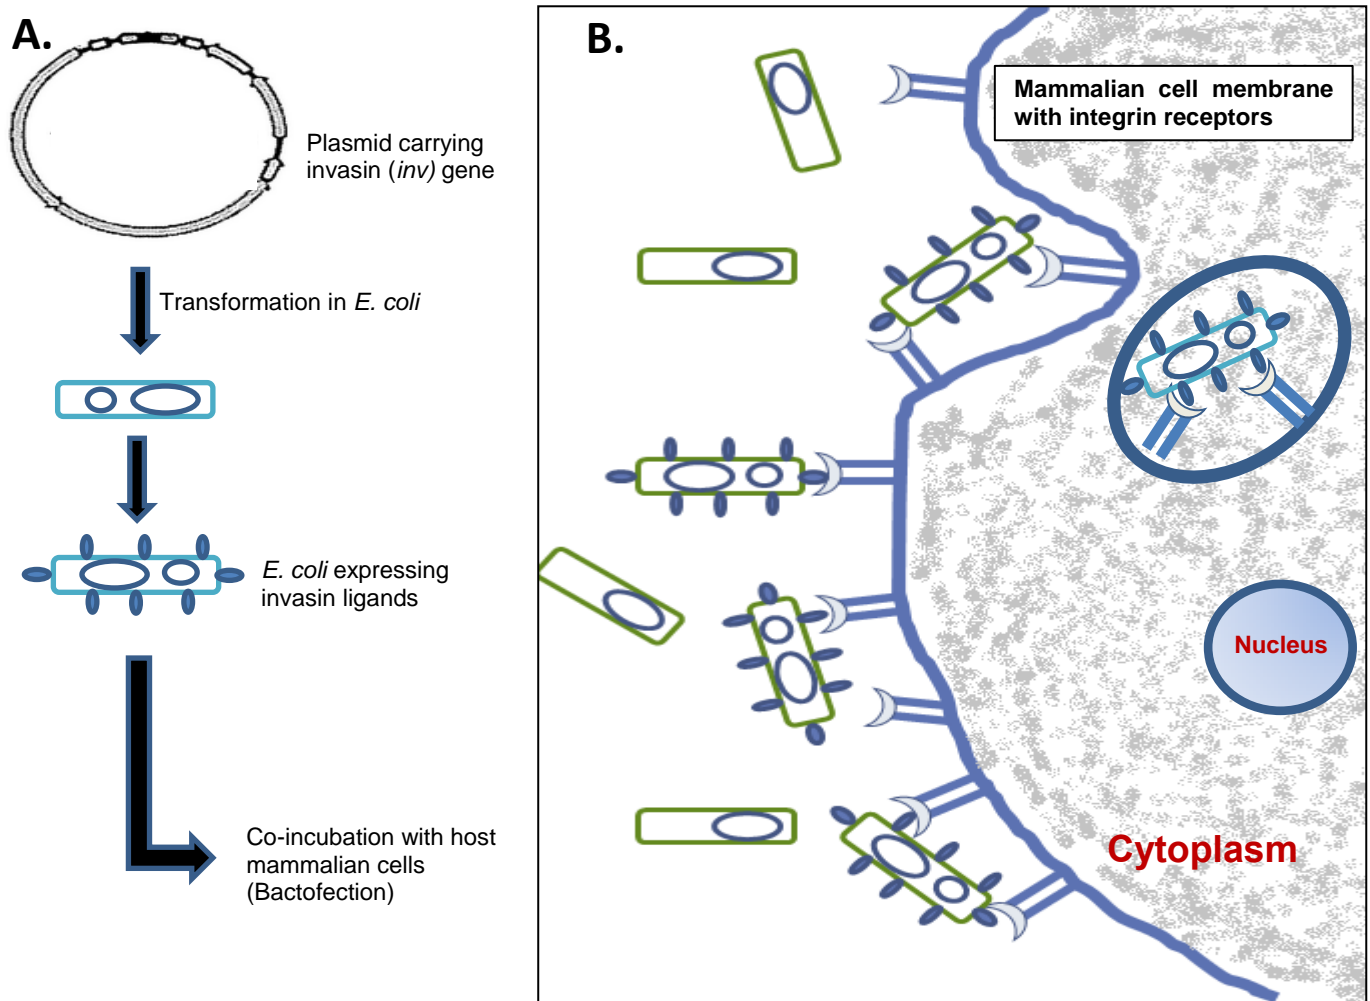 A.
Plasmid carrying
invasin (inv) gene
Transformation in E. coli
E. coli expressing
invasin ligands
Co-incubation with host
mammalian cells
(Bactofection)
B.
Mammalian cell membrane
with integrin receptors
Nucleus
Cytoplasm